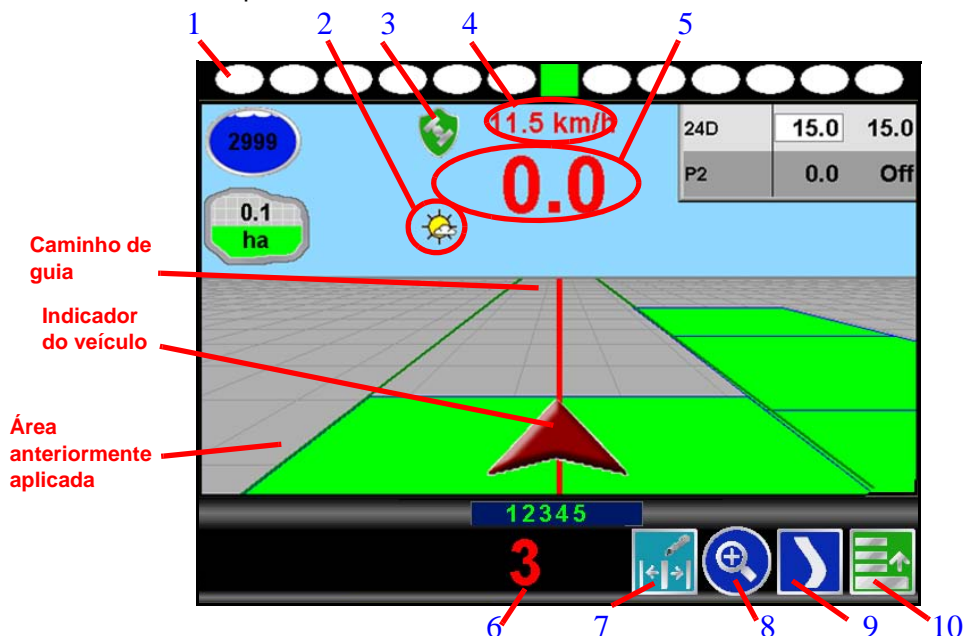 1 2 3 4 5
2999
11.5 km/h
24D 15.0 15.0
0.0
P2 0.0 Off
0.1
ha
Caminho de
guia
Indicador
do veículo
Área
anteriormente
aplicada
12345
3
6 7 8 9 10